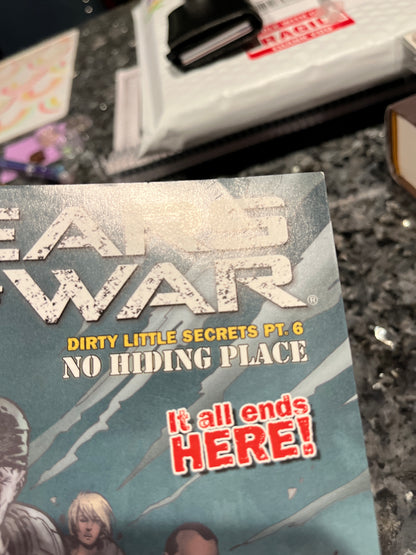 EARS
WAR®
DIRTY LITTLE SECRETS PT. 6
NO HIDING PLACE
It all ends
HERE!